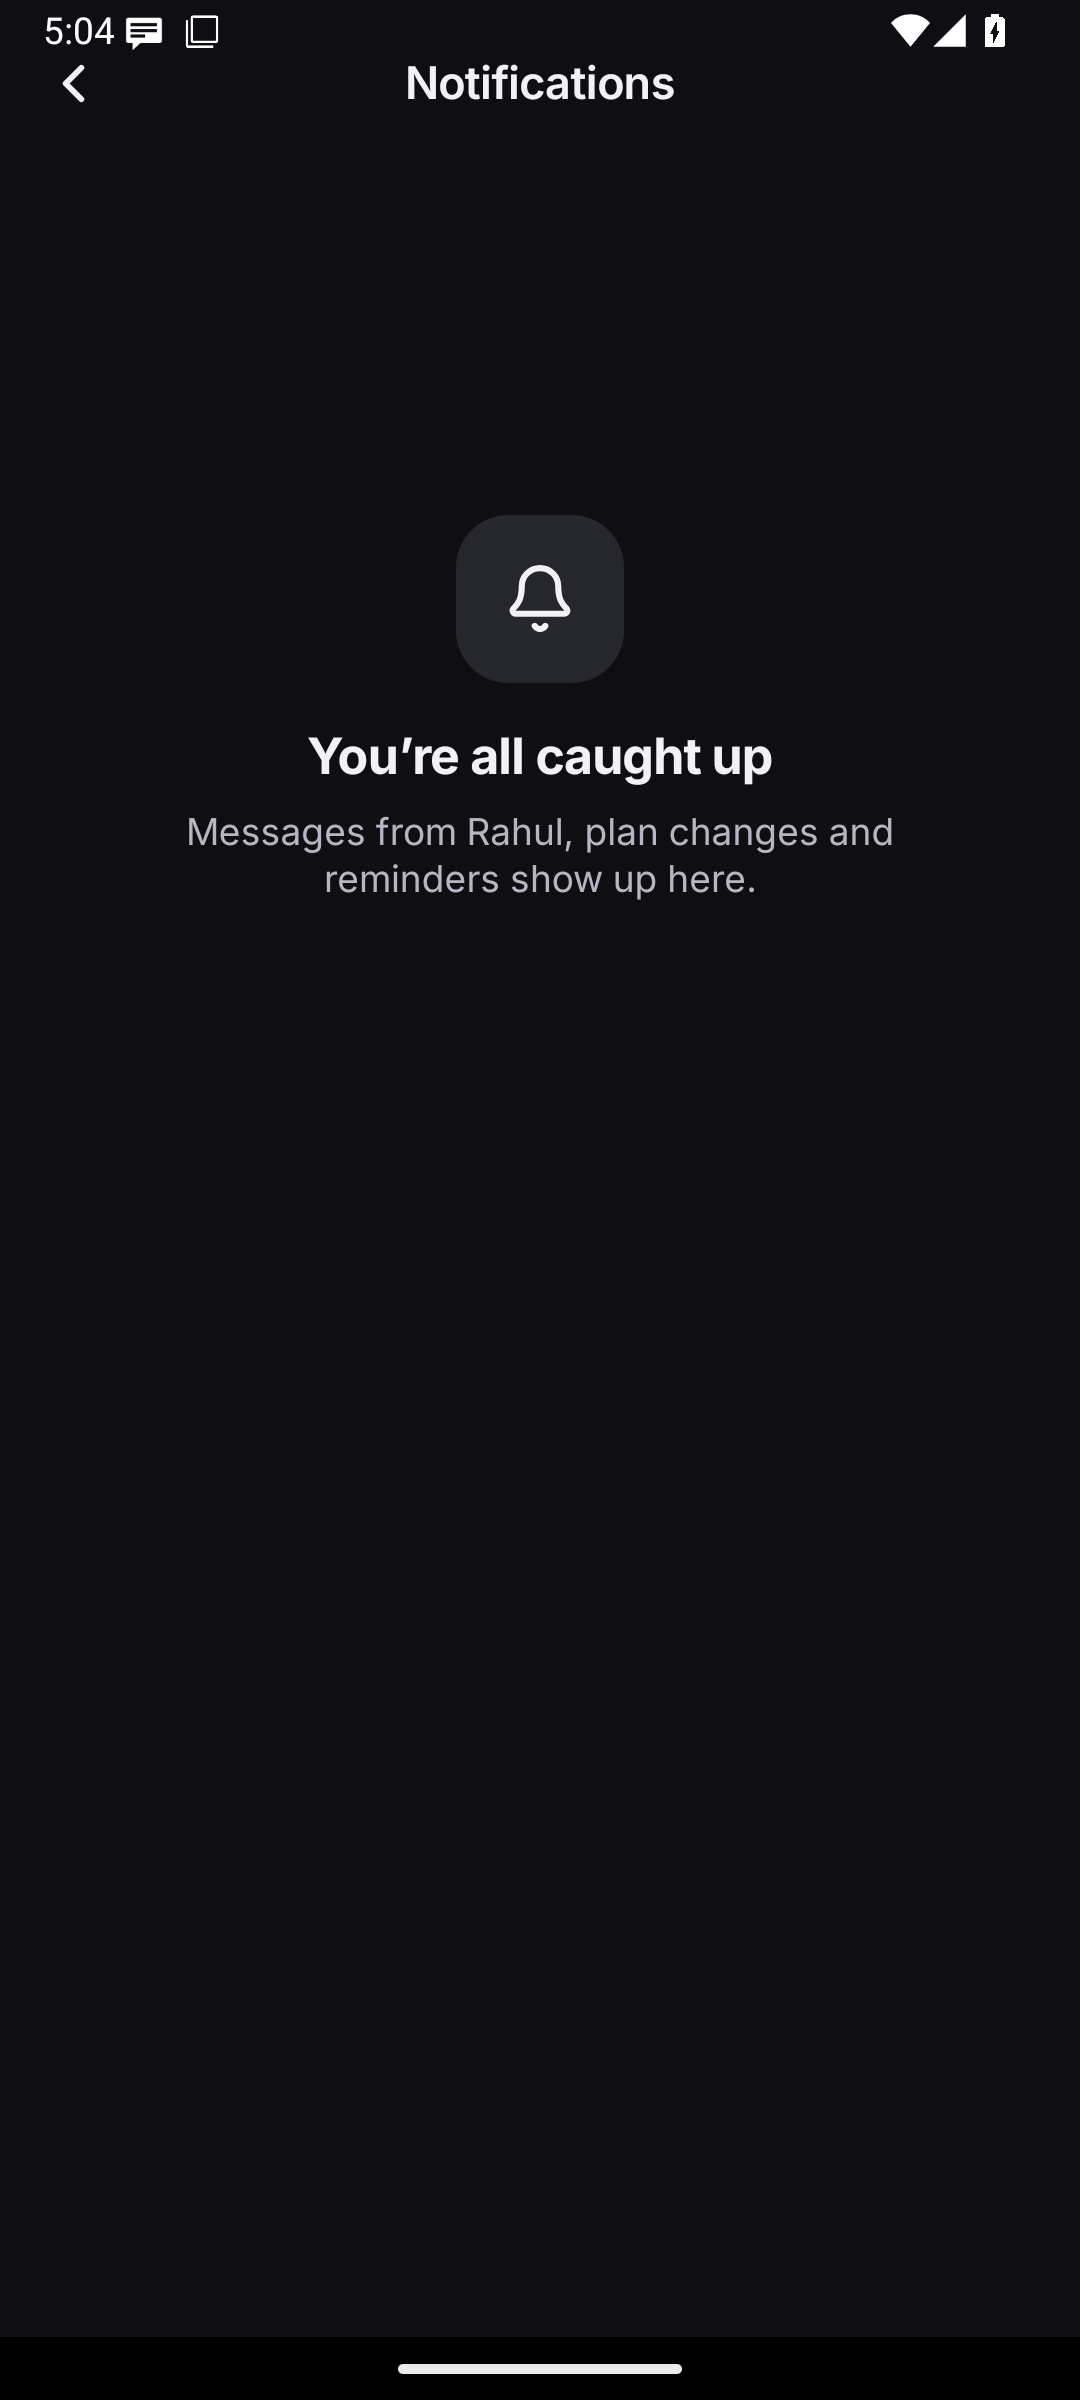 5:04
Notifications
You’re all caught up
Messages from Rahul, plan changes and
reminders show up here.